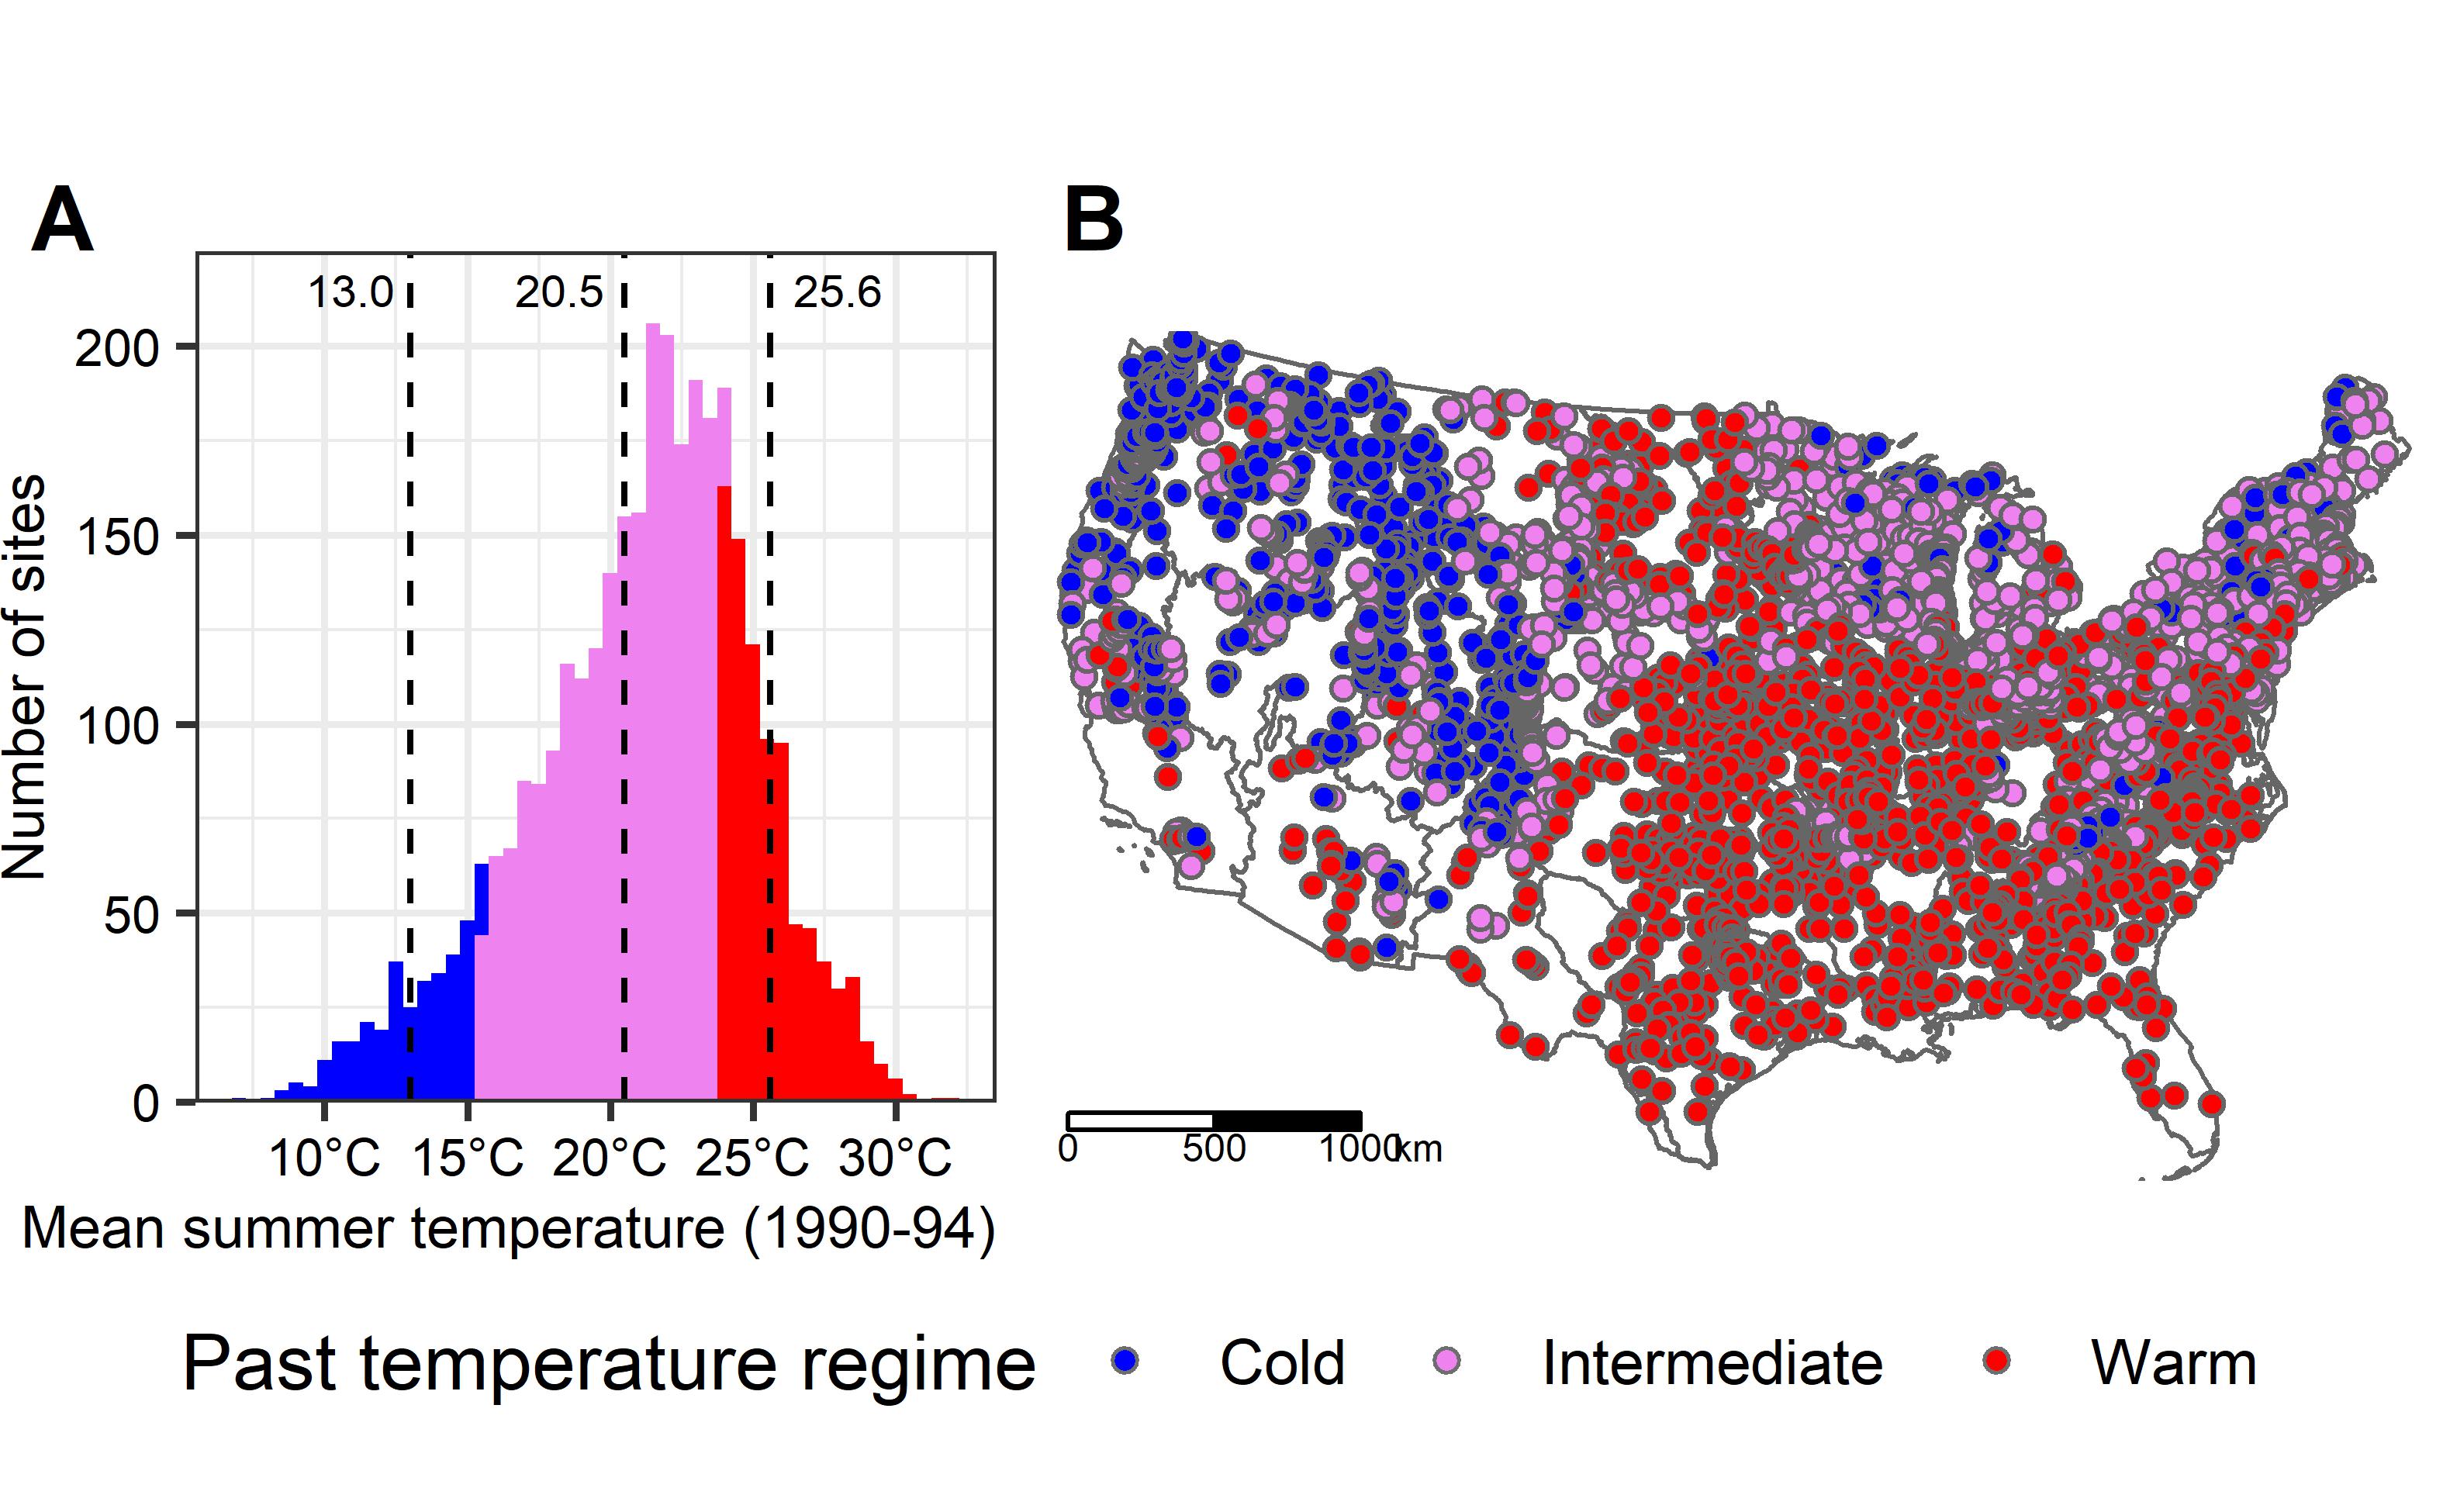 A
B
13.0 20.5 25.6
200
150
100
50
0
Number of sites
10°C 15°C 20°C 25°C 30°C
Mean summer temperature (1990-94)
0 500 1000km
Past temperature regime Cold Intermediate Warm